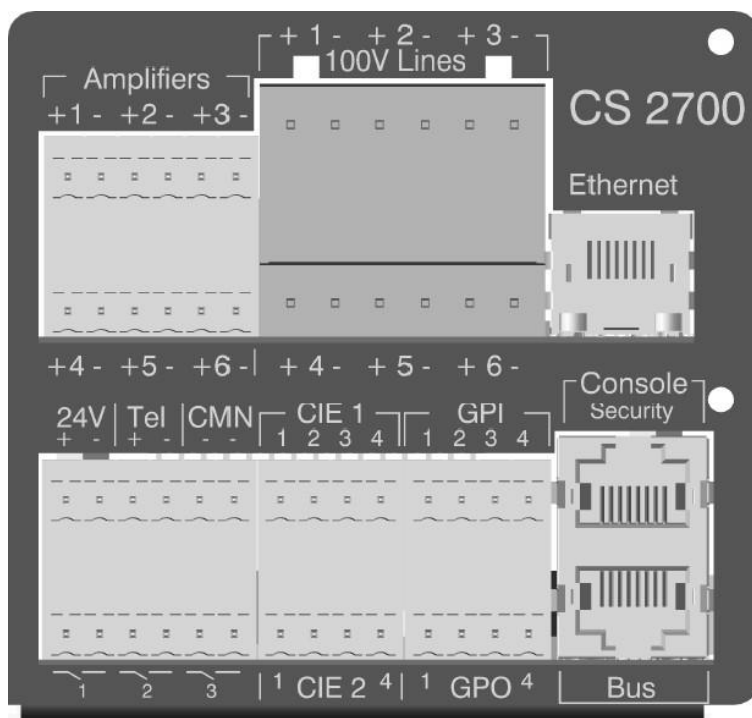 + 1 - + 2 - + 3 -
100V Lines
Amplifiers
+1- +2- +3-
CS 2700
Ethernet
+4- +5- +6- + 4 - + 5 - + 6 -
Console
Security
24V Tel CMN CIE 1 GPI
+ - + - - - 1 2 3 4 1 2 3 4
1 2 3 1 CIE 2 4 1 GPO 4 Bus